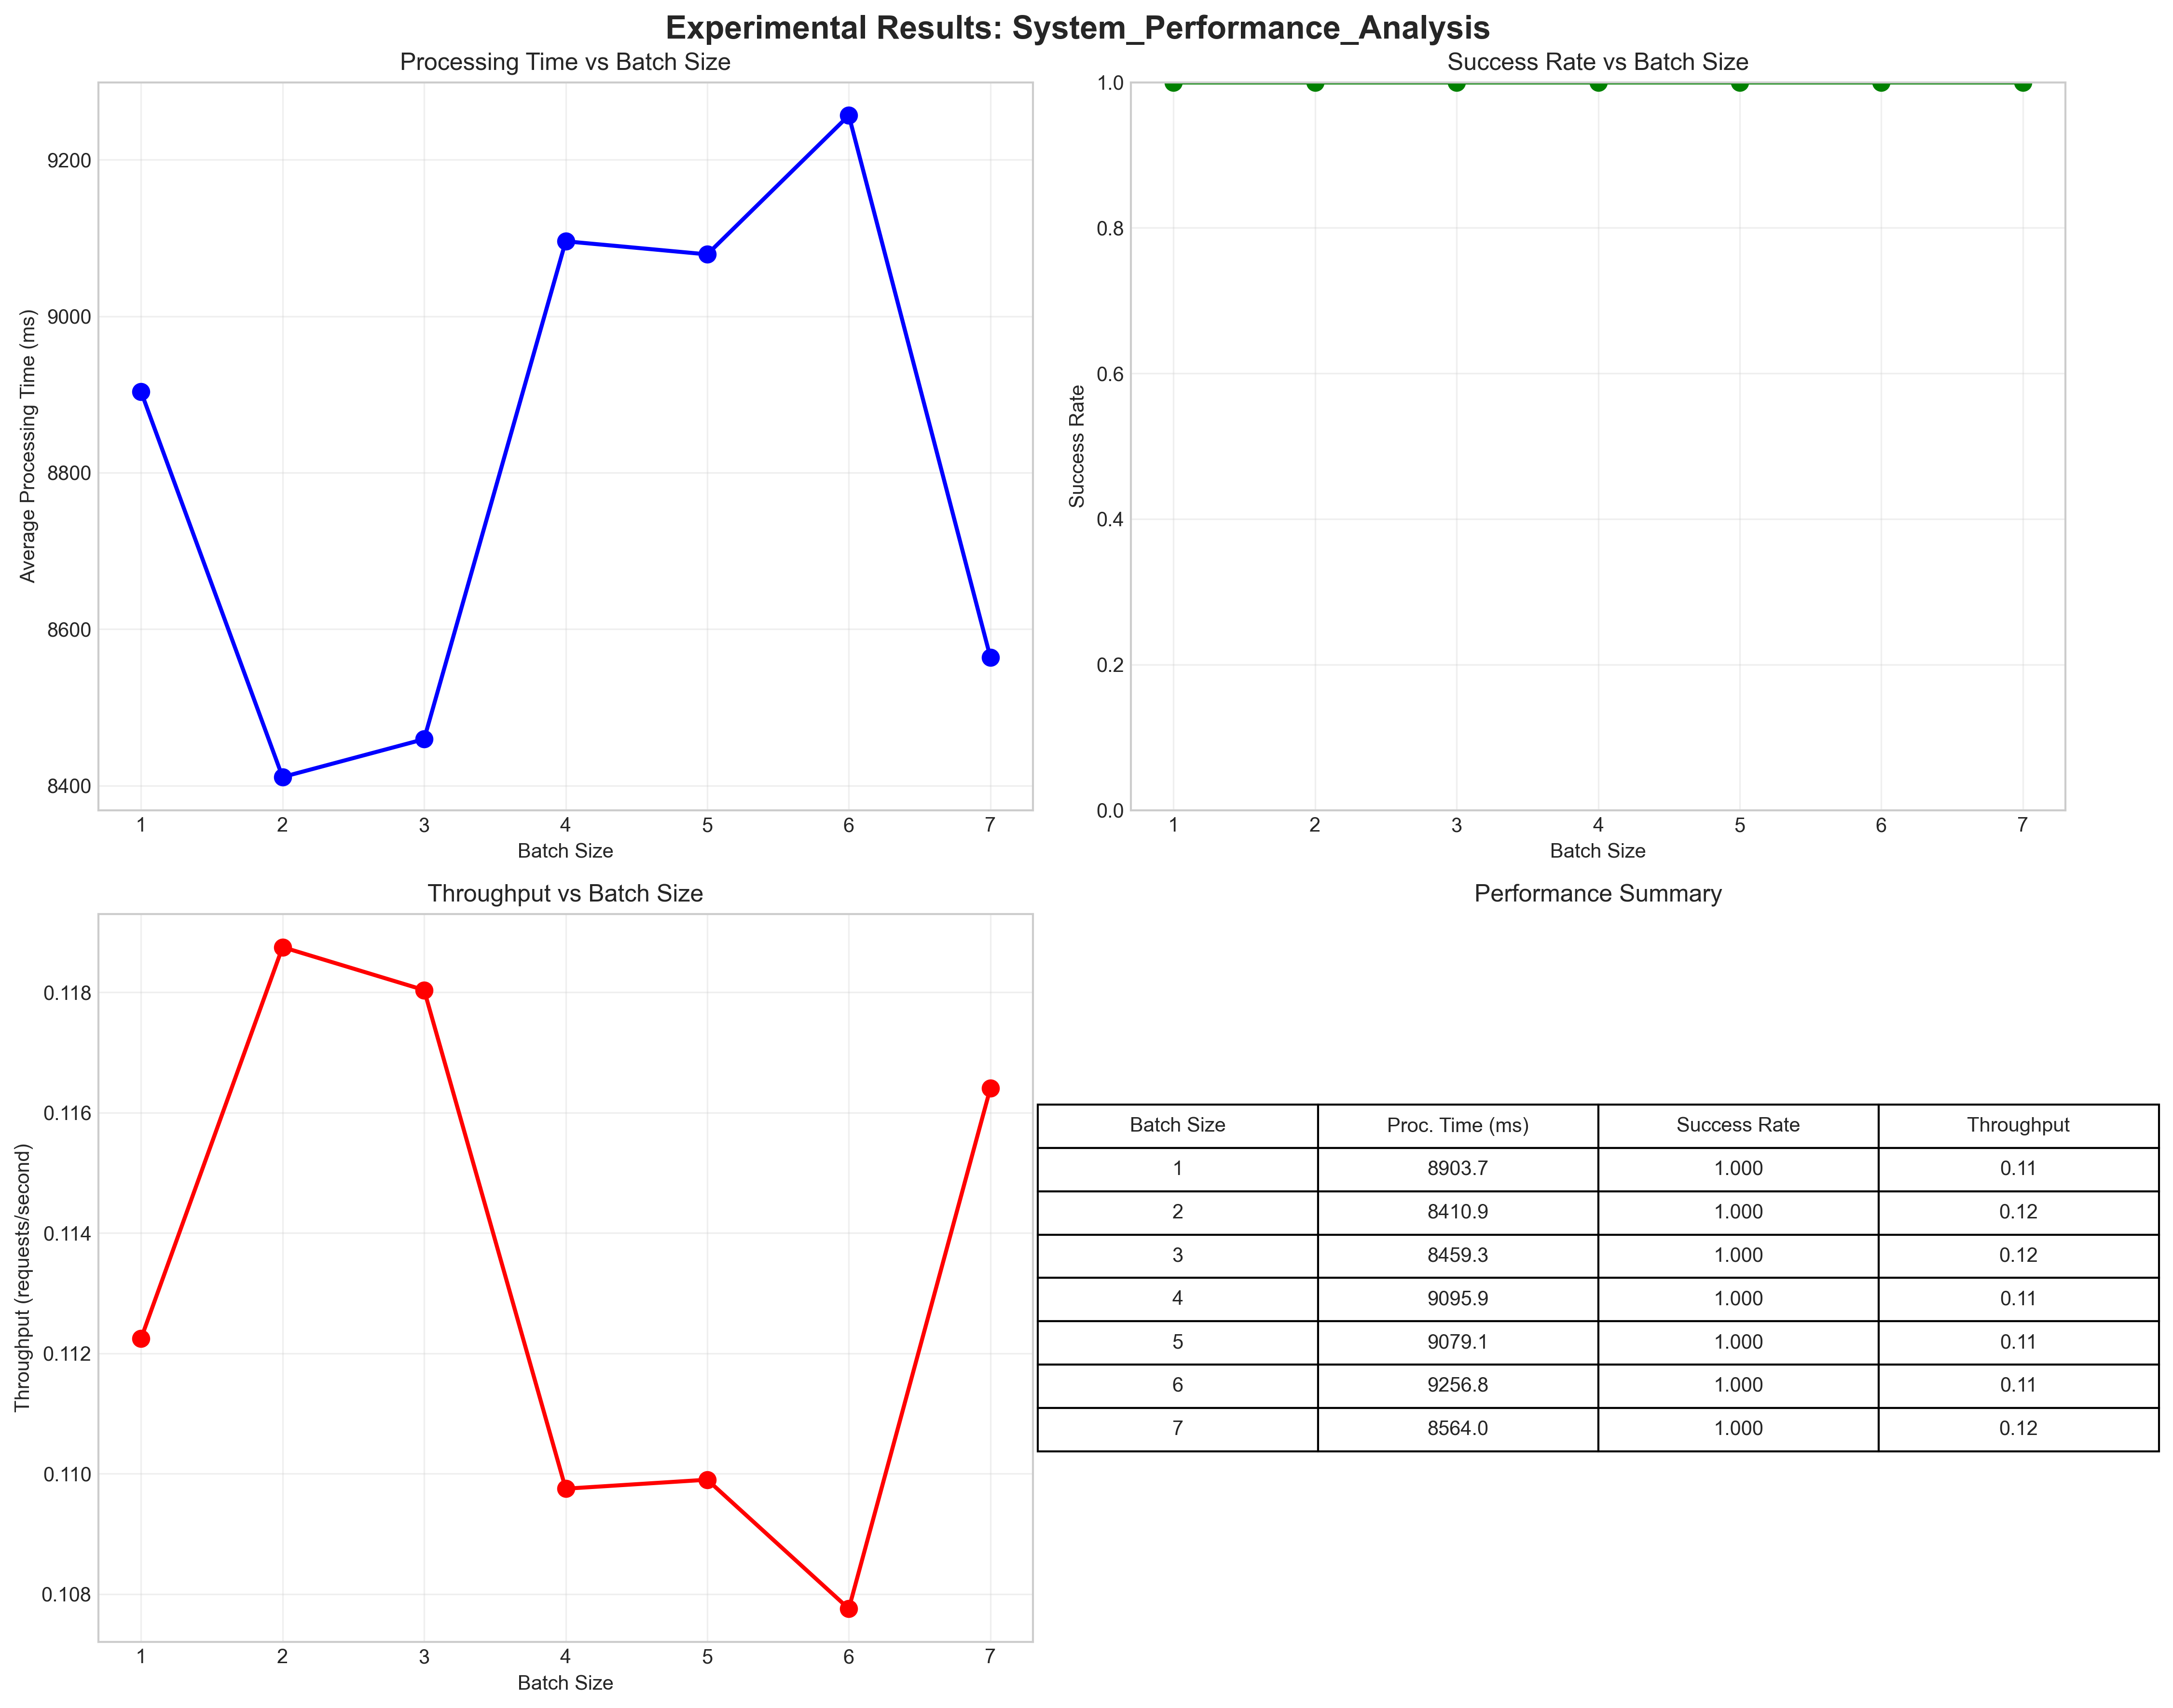 Experimental Results: System_Performance_Analysis
Processing Time vs Batch Size
Average Processing Time (ms)
9200
9000
8800
8600
8400
1 2 3 4 5 6 7
Batch Size
Success Rate vs Batch Size
Success Rate
1.0
0.8
0.6
0.4
0.2
0.0
1 2 3 4 5 6 7
Batch Size
Throughput vs Batch Size
Throughput (requests/second)
0.118
0.116
0.114
0.112
0.110
0.108
1 2 3 4 5 6 7
Batch Size
Performance Summary
Batch Size Proc. Time (ms) Success Rate Throughput
1 8903.7 1.000 0.11
2 8410.9 1.000 0.12
3 8459.3 1.000 0.12
4 9095.9 1.000 0.11
5 9079.1 1.000 0.11
6 9256.8 1.000 0.11
7 8564.0 1.000 0.12